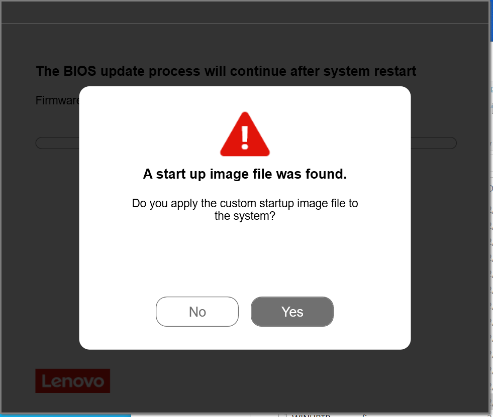 The BIOS update process will continue after system restart
Firmwar
A start up image file was found.
Do you apply the custom startup image file to
the system?
No
Yes
Lenovo